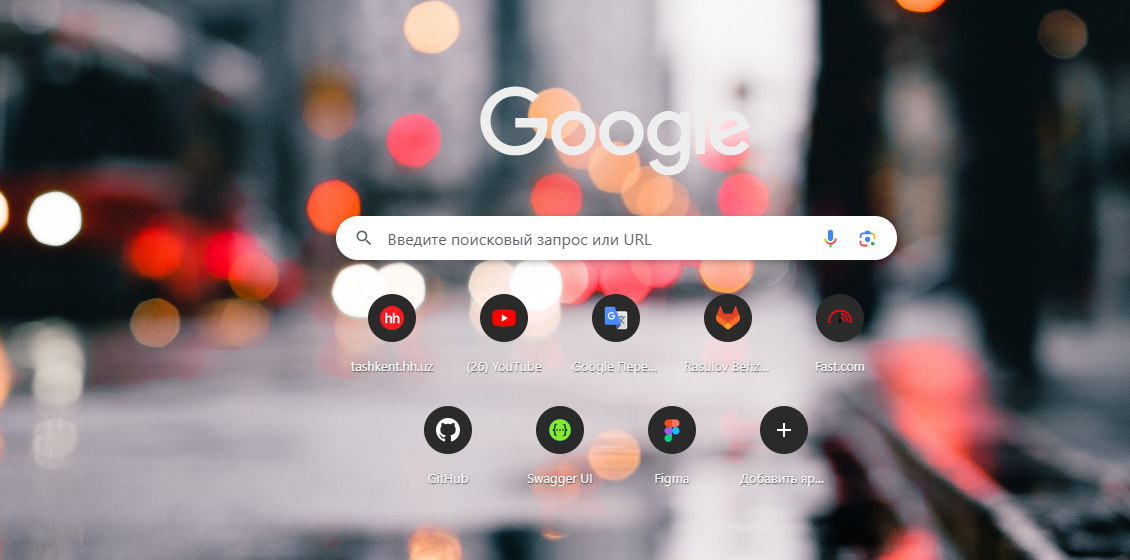 Google
Введите поисковый запрос или URL
hh
tashkent.hh.uz
(26) YouTube
G 文
Google Пере...
Rasulov Behz...
Fast.com
{··}
GitHub
Swagger UI
Figma
Добавить яр...